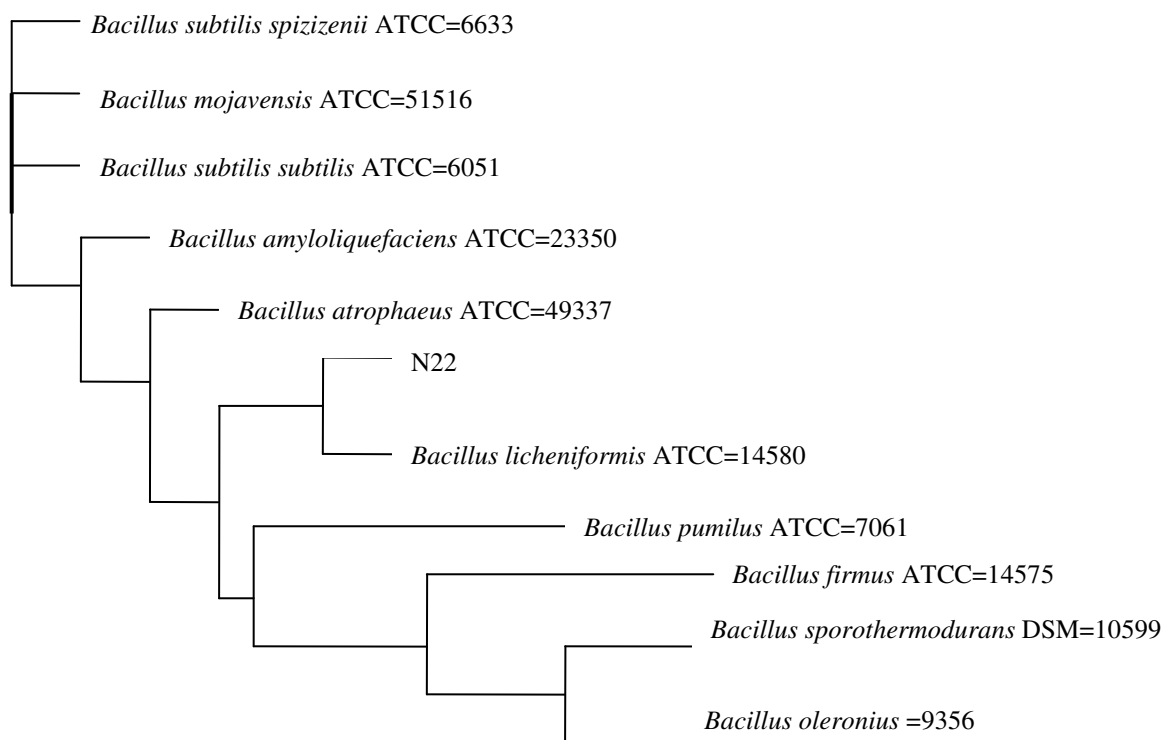 Bacillus subtilis spizizenii ATCC=6633
Bacillus mojavensis ATCC=51516
Bacillus subtilis subtilis ATCC=6051
Bacillus amyloliquefaciens ATCC=23350
Bacillus atrophaeus ATCC=49337
N22
Bacillus licheniformis ATCC=14580
Bacillus pumilus ATCC=7061
Bacillus firmus ATCC=14575
Bacillus sporothermodurans DSM=10599
Bacillus oleronius =9356